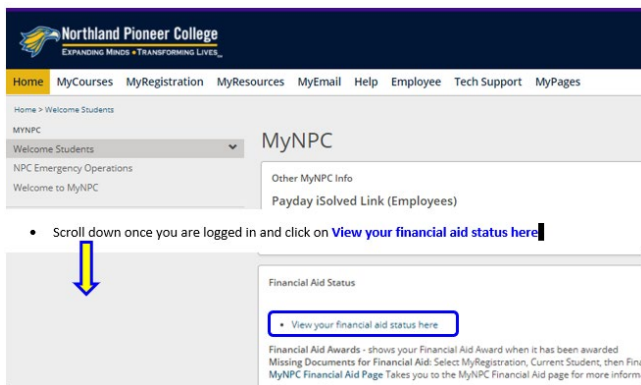 Northland Pioneer College
EXPANDING MINDS • TRANSFORMING LIVES
Home MyCourses MyRegistration MyResources MyEmail Help Employee Tech Support MyPages
Home > Welcome Students
MYNPC
Welcome Students
NPC Emergency Operations
Welcome to MyNPC
MyNPC
Other MyNPC Info
Payday iSolved Link (Employees)
• Scroll down once you are logged in and click on View your financial aid status here
Financial Aid Status
• View your financial aid status here
Financial Aid Awards - shows your Financial Aid Award when it has been awarded
Missing Documents for Financial Aid: Select MyRegistration, Current Student, then
MyNPC Financial Aid Page Takes you to the MyNPC Financial Aid page for more